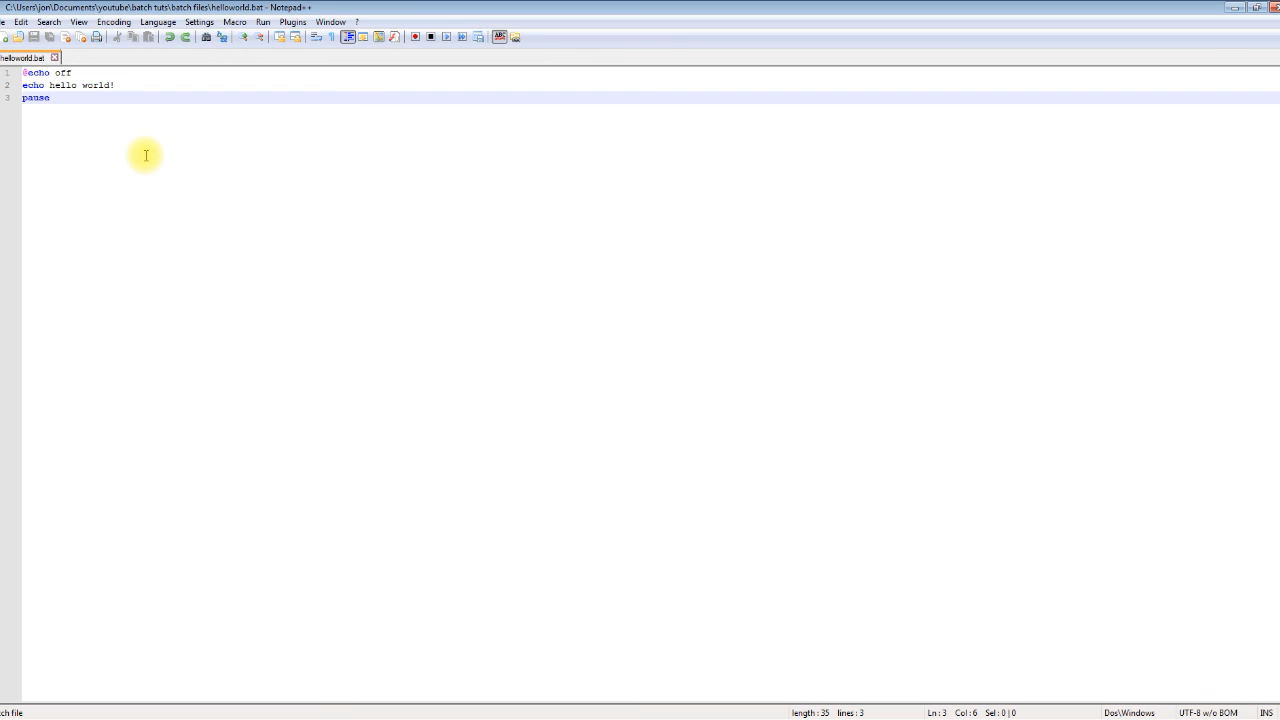 C:\Users\jon\Documents\youtube\batch tuts\batch files\helloworld.bat - Notepad++
le Edit Search View Encoding Language Settings Macro Run Plugins Window ?
helloworld.bat
1 @echo off
2 echo hello world!
3 pause
tch file length : 35 lines : 3 Ln : 3 Col : 6 Sel : 0 | 0 Dos\Windows UTF-8 w/o BOM INS